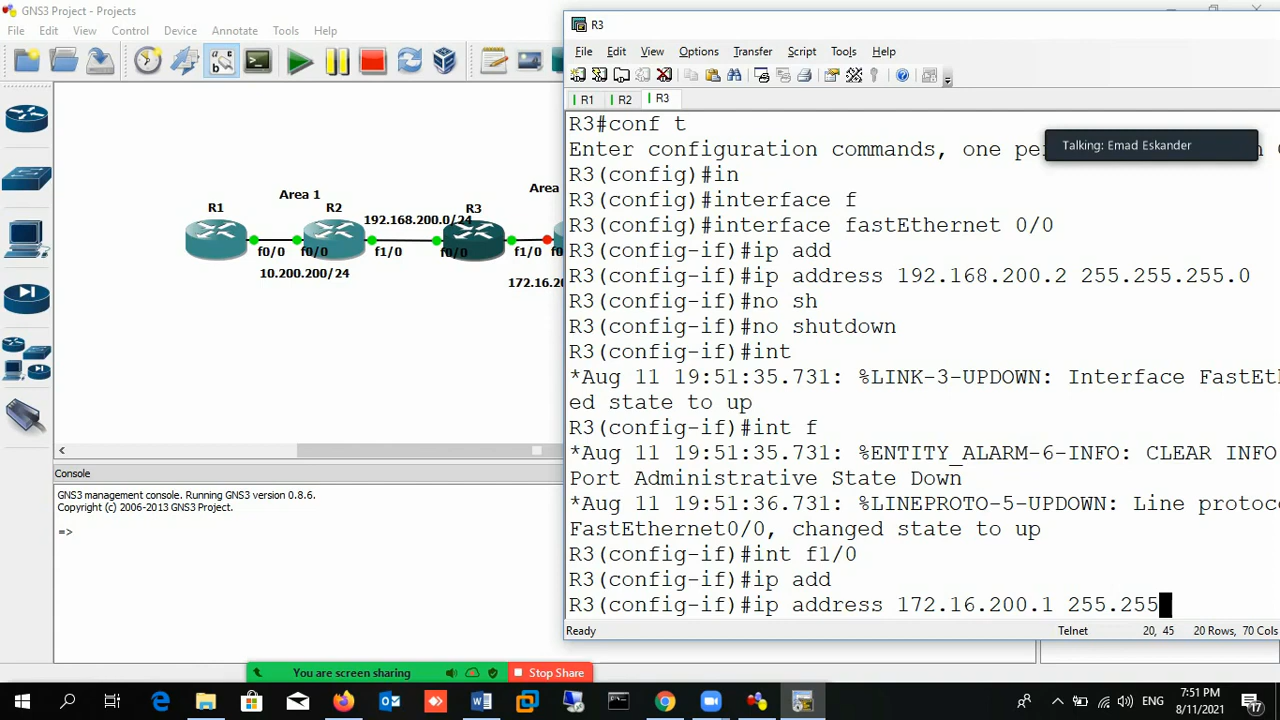 GNS3 Project - Projects
File Edit View Control Device Annotate Tools Help
Area 1
Area
R1
R2
R3
192.168.200.0/24
f0/0
f0/0
f1/0
f0/0
f1/0
10.200.200/24
172.16.20
Console
GNS3 management console. Running GNS3 version 0.8.6.
Copyright (c) 2006-2013 GNS3 Project.
=>
R3
File Edit View Options Transfer Script Tools Help
R1 R2 R3
R3#conf t
Enter configuration commands, one pe
Talking: Emad Eskander
R3(config)#in
R3(config)#interface f
R3(config)#interface fastEthernet 0/0
R3(config-if)#ip add
R3(config-if)#ip address 192.168.200.2 255.255.255.0
R3(config-if)#no sh
R3(config-if)#no shutdown
R3(config-if)#int
*Aug 11 19:51:35.731: %LINK-3-UPDOWN: Interface FastEt
ed state to up
R3(config-if)#int f
*Aug 11 19:51:35.731: %ENTITY_ALARM-6-INFO: CLEAR INFO
Port Administrative State Down
*Aug 11 19:51:36.731: %LINEPROTO-5-UPDOWN: Line protoc
FastEthernet0/0, changed state to up
R3(config-if)#int f1/0
R3(config-if)#ip add
R3(config-if)#ip address 172.16.200.1 255.255
Ready Telnet 20, 45 20 Rows, 70 Cols
You are screen sharing Stop Share
ENG
7:51 PM
8/11/2021
17